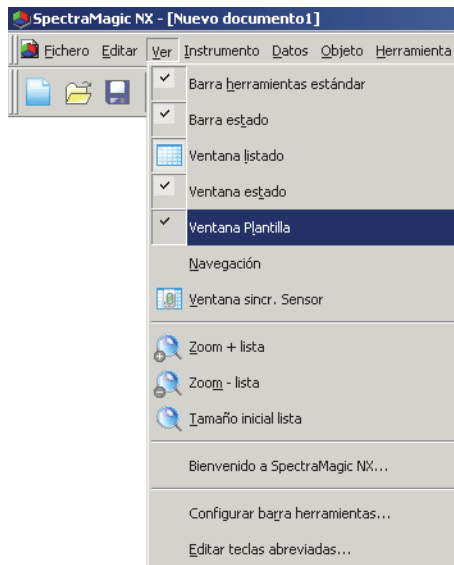 SpectraMagic NX - [Nuevo documento1]
Fichero Editar Ver Instrumento Datos Objeto Herramienta
Barra herramientas estándar
Barra estado
Ventana listado
Ventana estado
Ventana Plantilla
Navegación
Ventana sincr. Sensor
Zoom + lista
Zoom - lista
Tamaño inicial lista
Bienvenido a SpectraMagic NX...
Configurar barra herramientas...
Editar teclas abreviadas...